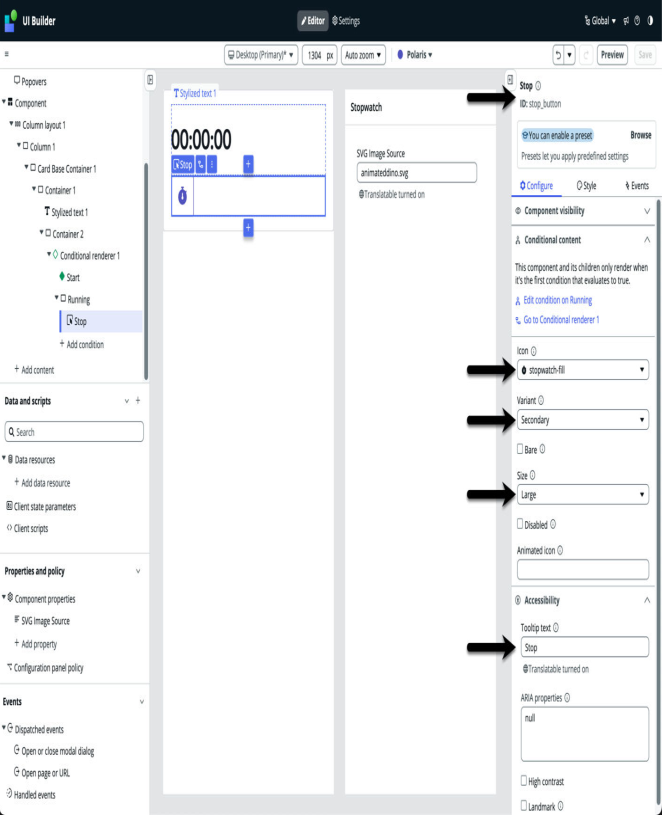 UI Builder
Editor
Settings
Global
Desktop (Primary)*
1304 px
Auto zoom
Polaris
Preview
Save
Popovers
Component
Column layout 1
Column 1
Card Base Container 1
Container 1
Stylized text 1
Container 2
Conditional renderer 1
Start
Running
Stop
+ Add condition
+ Add content
Data and scripts
Search
Data resources
+ Add data resource
Client state parameters
Client scripts
Properties and policy
Component properties
SVG Image Source
+ Add property
Configuration panel policy
Events
Dispatched events
Open or close modal dialog
Open page or URL
Handled events
Stylized text 1
00:00:00
Stop
Stopwatch
SVG Image Source
animateddino.svg
Translatable turned on
Stop
ID: stop_button
You can enable a preset
Browse
Presets let you apply predefined settings
Configure
Style
Events
Component visibility
Conditional content
This component and its children only render when
it's the first condition that evaluates to true.
Edit condition on Running
Go to Conditional renderer 1
Icon
stopwatch-fill
Variant
Secondary
Bare
Size
Large
Disabled
Animated icon
Accessibility
Tooltip text
Stop
Translatable turned on
ARIA properties
null
High contrast
Landmark